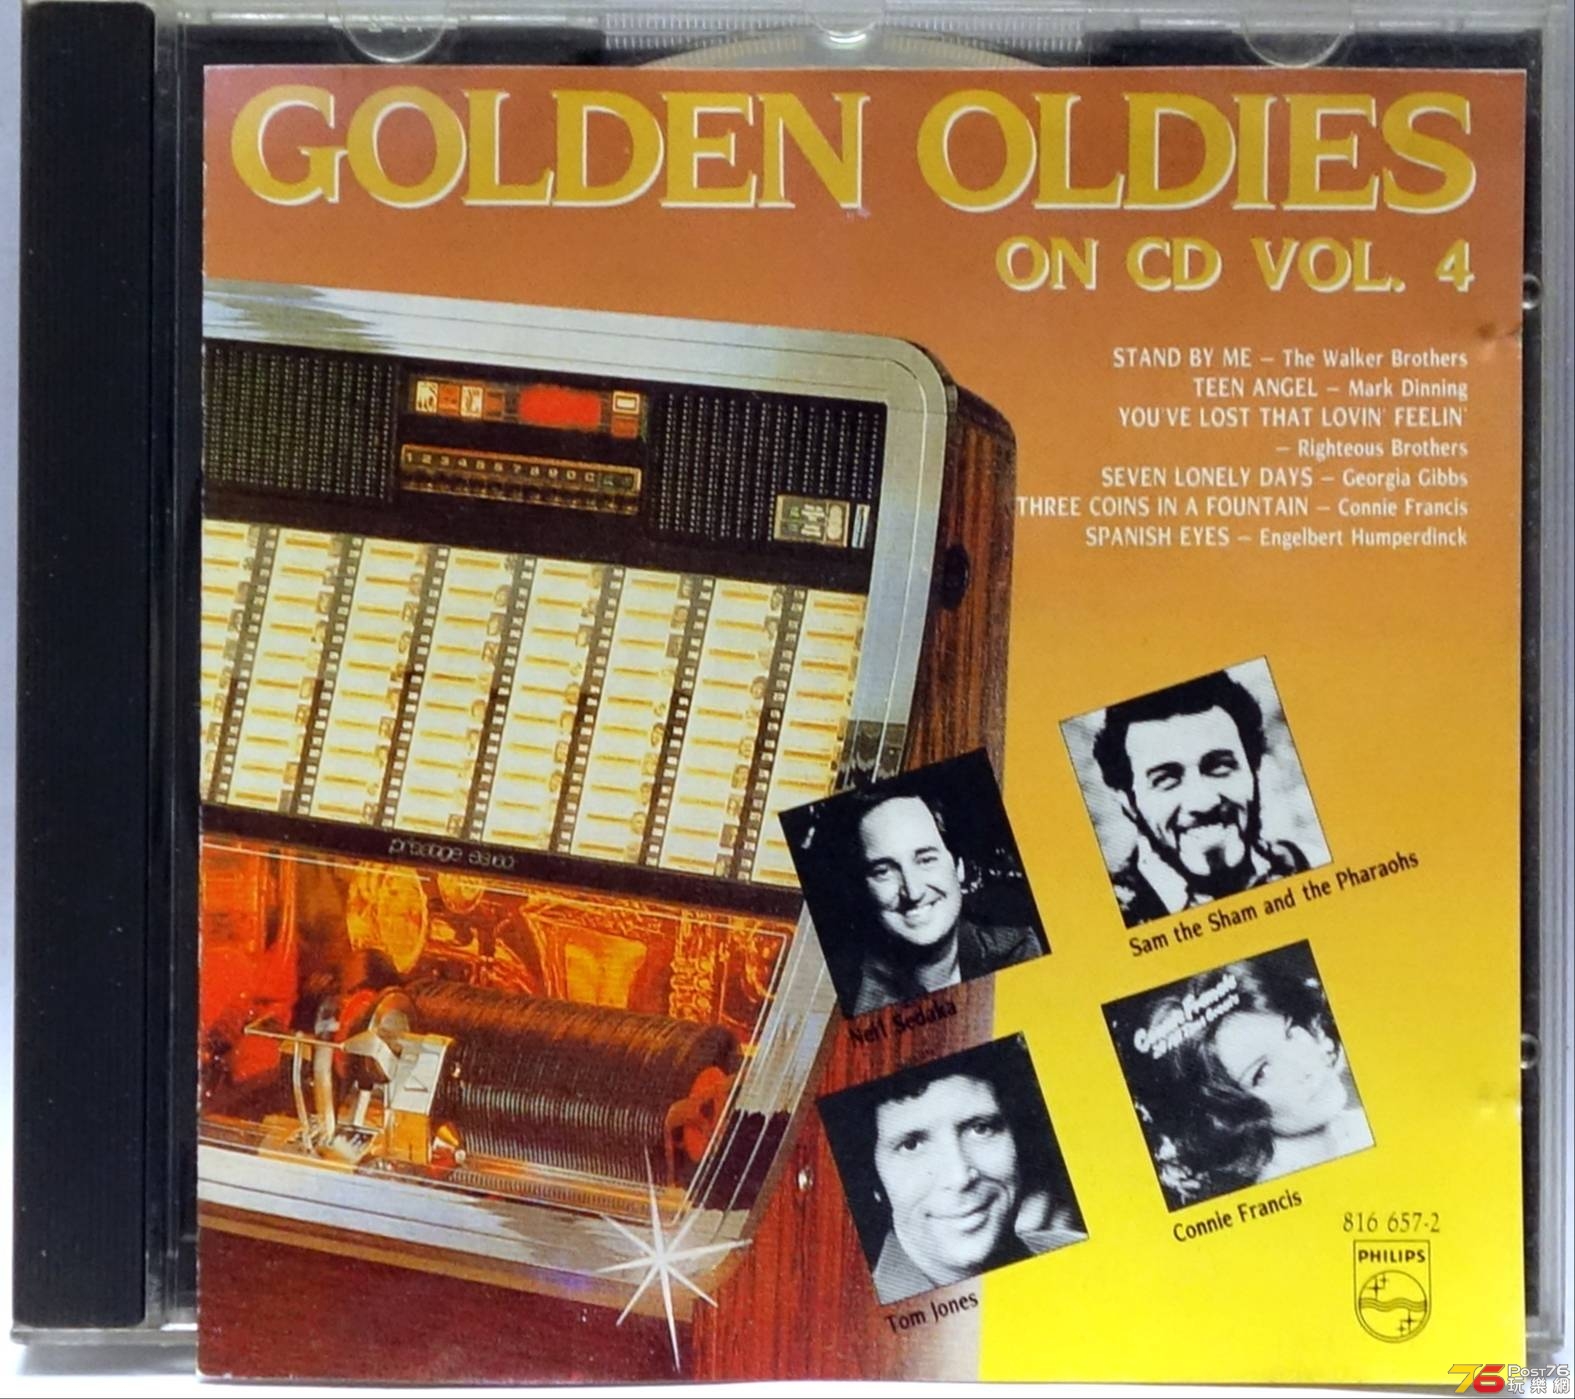 GOLDEN OLDIES
ON CD VOL. 4
STAND BY ME – The Walker Brothers
TEEN ANGEL – Mark Dinning
YOU'VE LOST THAT LOVIN' FEELIN'
– Righteous Brothers
SEVEN LONELY DAYS – Georgia Gibbs
THREE COINS IN A FOUNTAIN – Connie Francis
SPANISH EYES – Engelbert Humperdinck
prestige
Sam the Sham and the Pharaohs
Neil Sedaka
Connie Francis
Connie Francis
Tom Jones
816 657-2
PHILIPS
76 POST76
玩樂網